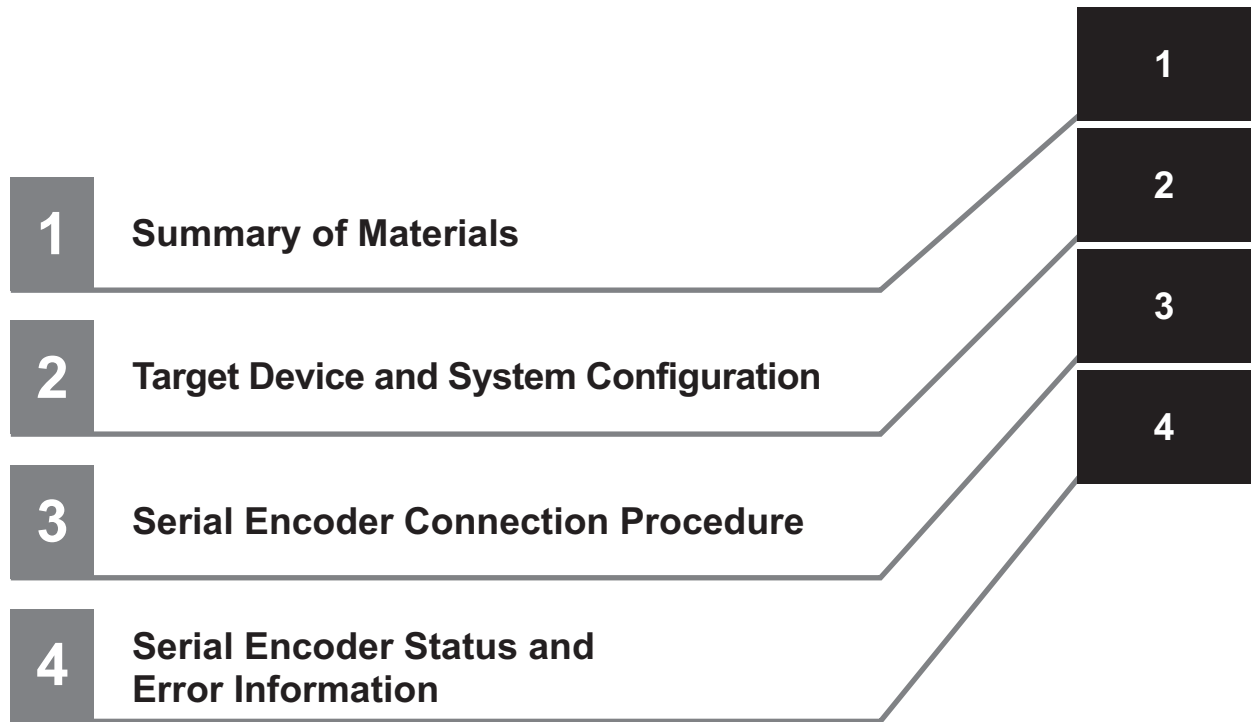 1
2
3
4
1 Summary of Materials
2 Target Device and System Configuration
3 Serial Encoder Connection Procedure
4 Serial Encoder Status and
Error Information